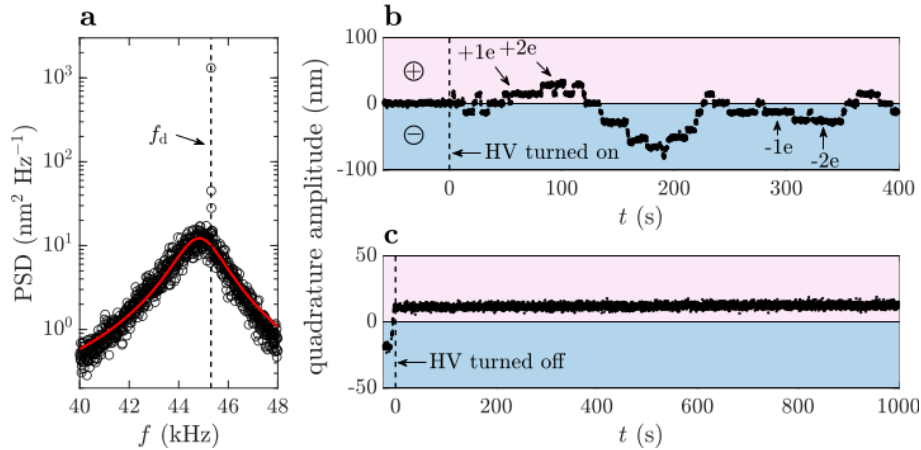 a
PSD (nm² Hz⁻¹)
10³
10²
10¹
10⁰
f_d
40 42 44 46 48
f (kHz)
quadrature amplitude (nm)
b
100
0
-100
+
−
+1e
+2e
-1e
-2e
HV turned on
0 100 200 300 400
t (s)
c
50
0
-50
HV turned off
0 200 400 600 800 1000
t (s)